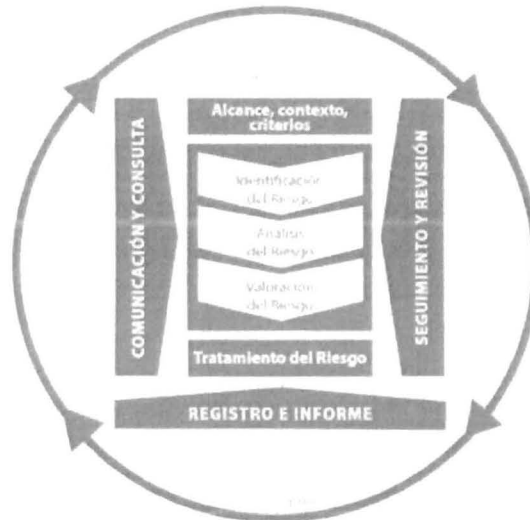 Alcance, contexto,
criterios
COMUNICACIÓN Y CONSULTA
Identificación
del Riesgo
Análisis
del Riesgo
Valoración
del Riesgo
SEGUIMIENTO Y REVISIÓN
Tratamiento del Riesgo
REGISTRO E INFORME